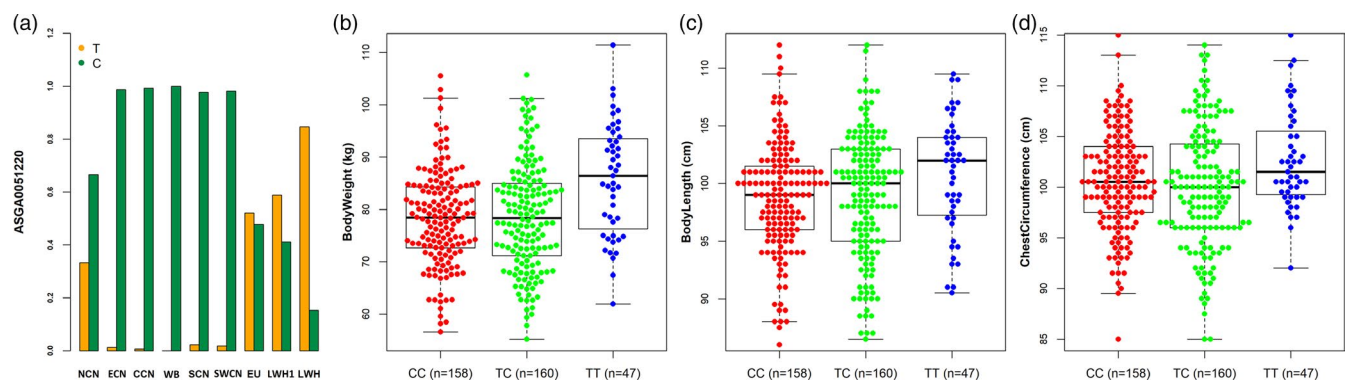 (a)
ASGA0051220
1.2
1.0
0.8
0.6
0.4
0.2
0.0
T
C
NCN ECN CCN WB SCN SWCN EU LWH1 LWH
(b)
BodyWeight (kg)
110
100
90
80
70
60
CC (n=158) TC (n=160) TT (n=47)
(c)
BodyLength (cm)
110
105
100
95
90
CC (n=158) TC (n=160) TT (n=47)
(d)
ChestCircumference (cm)
115
110
105
100
95
90
85
CC (n=158) TC (n=160) TT (n=47)